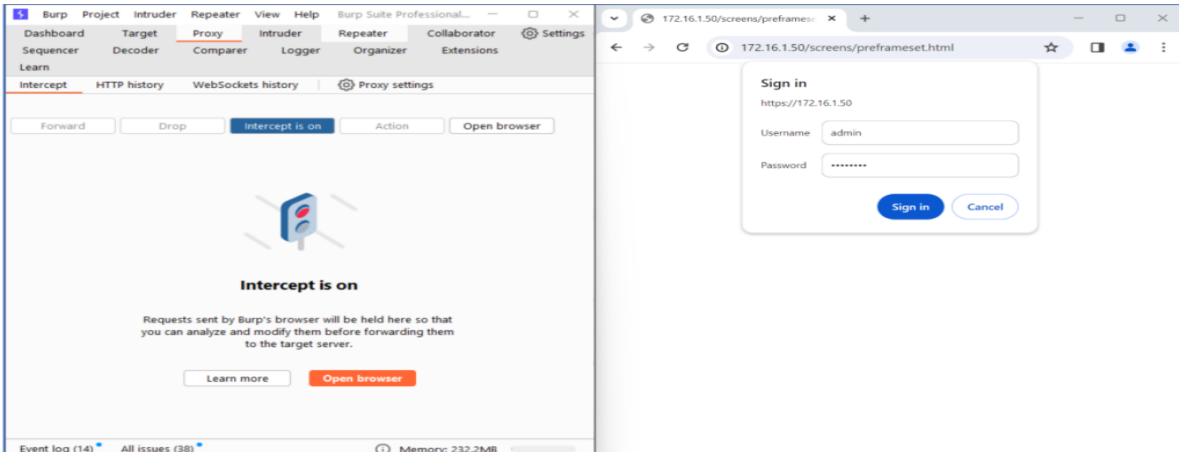 Burp Project Intruder Repeater View Help Burp Suite Professional...
Dashboard Target Proxy Intruder Repeater Collaborator Settings
Sequencer Decoder Comparer Logger Organizer Extensions
Learn
Intercept HTTP history WebSockets history Proxy settings
Forward Drop Intercept is on Action Open browser
Intercept is on
Requests sent by Burp's browser will be held here so that
you can analyze and modify them before forwarding them
to the target server.
Learn more Open browser
Event log (14) All issues (38) Memory: 232.2MB
172.16.1.50/screens/preframese
172.16.1.50/screens/preframeset.html
Sign in
https://172.16.1.50
Username admin
Password ••••••••
Sign in Cancel